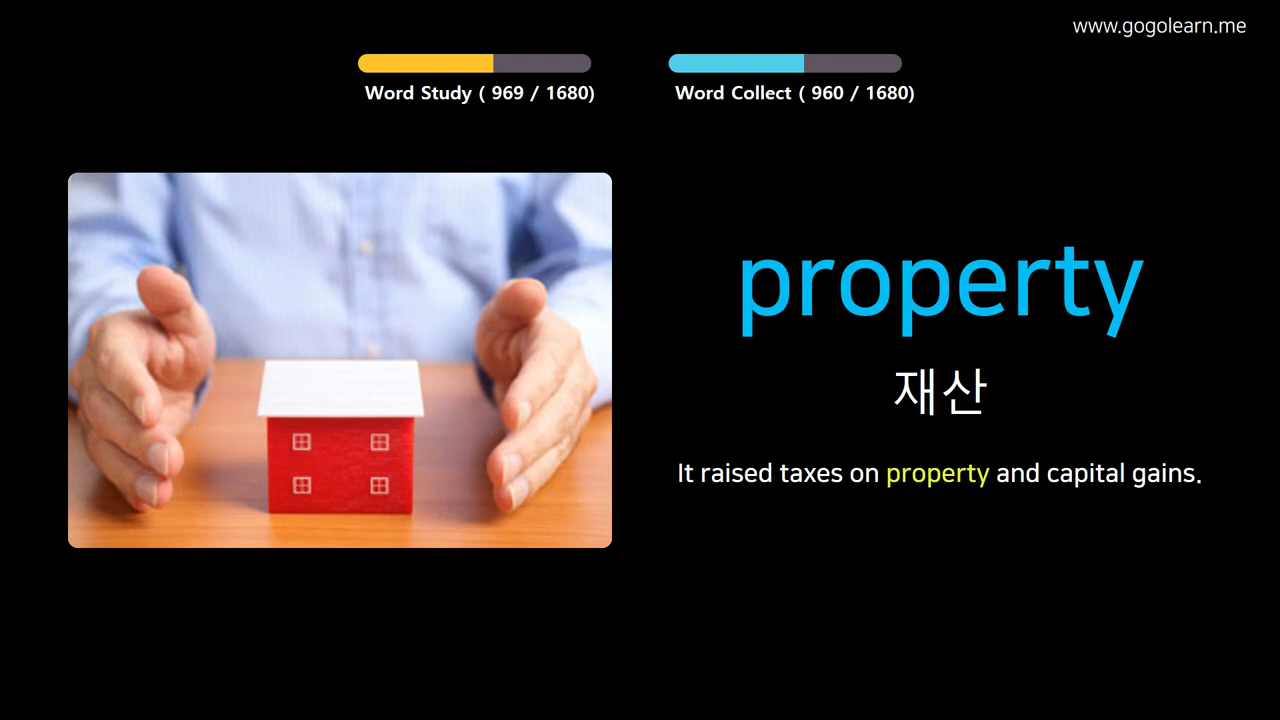 www.gogolearn.me
Word Study ( 969 / 1680)
Word Collect ( 960 / 1680)
property
재산
It raised taxes on property and capital gains.